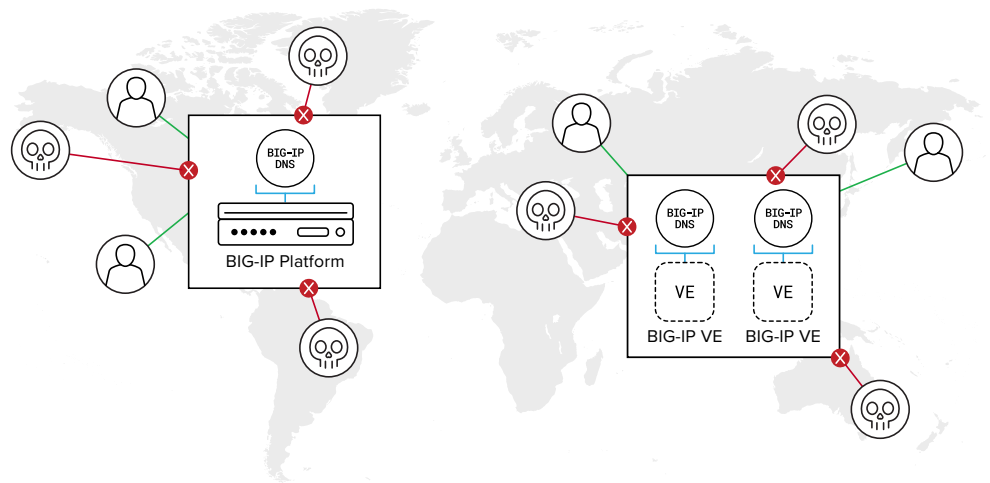 BIG-IP
DNS
BIG-IP Platform
BIG-IP
DNS
BIG-IP
DNS
VE
VE
BIG-IP VE
BIG-IP VE